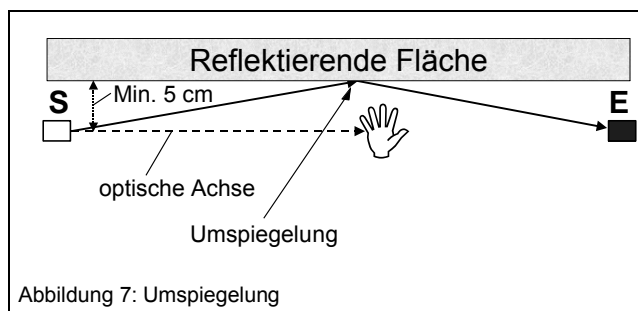 Reflektierende Fläche
Min. 5 cm
S
E
optische Achse
Umspiegelung
Abbildung 7: Umspiegelung